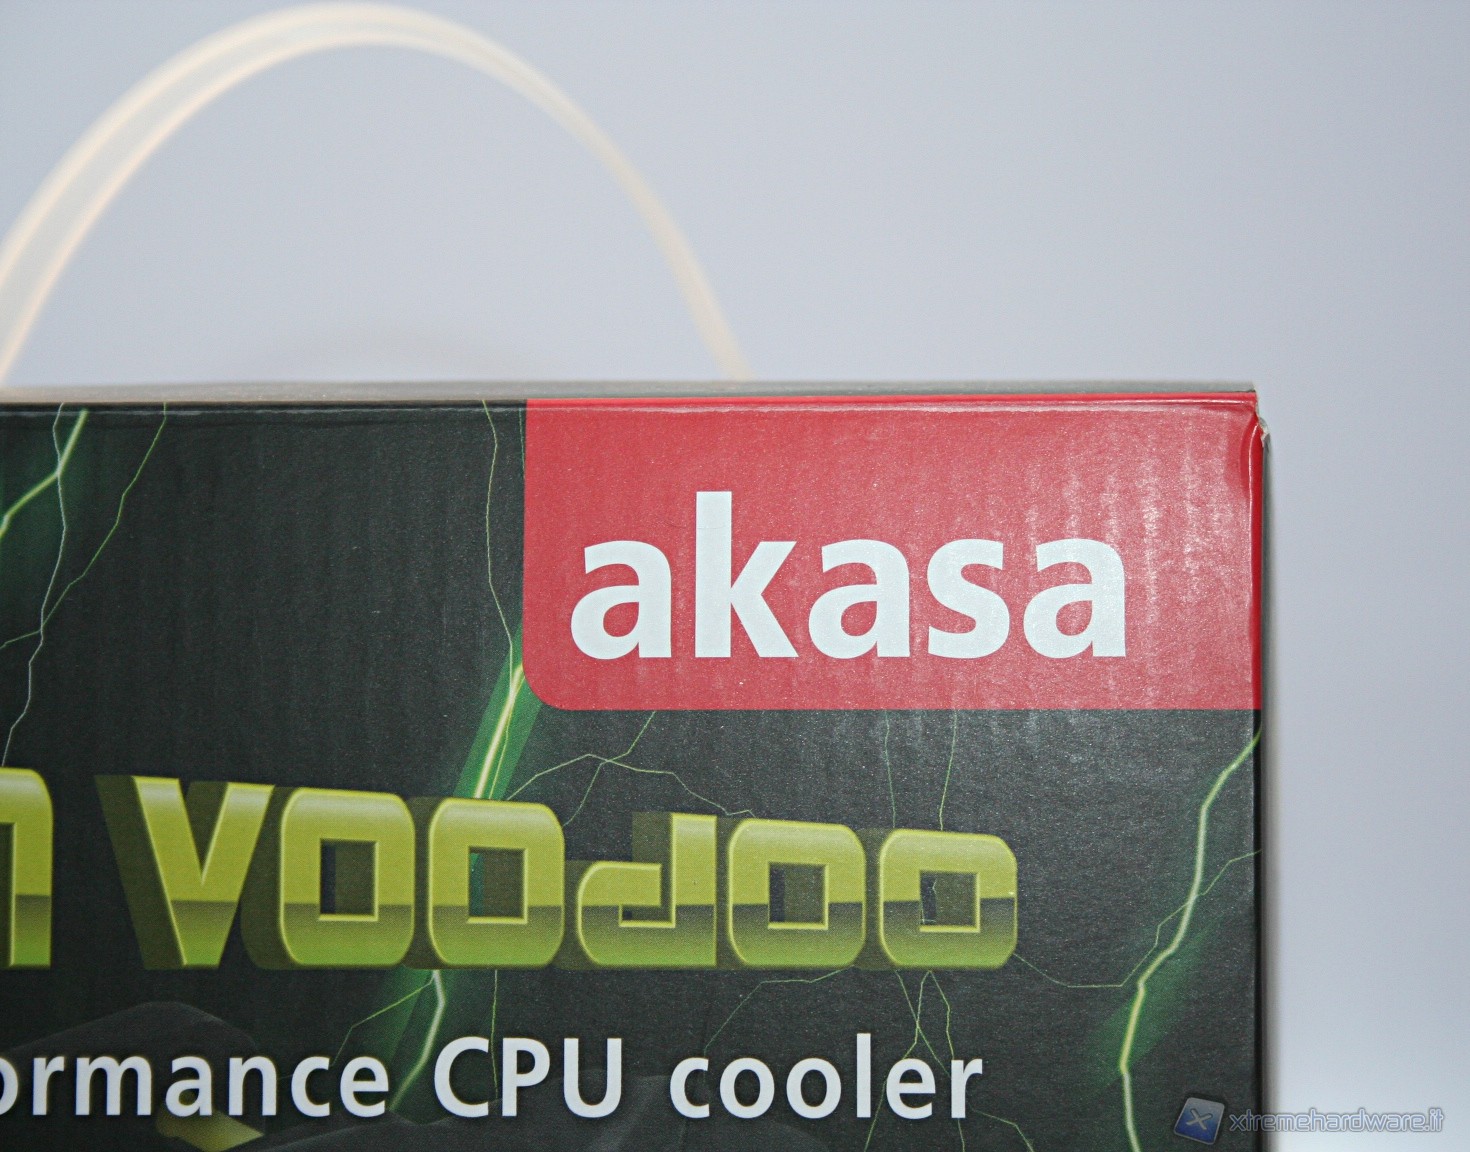 akasa
n VOOdOO
ormance CPU cooler
xtremehardware.it